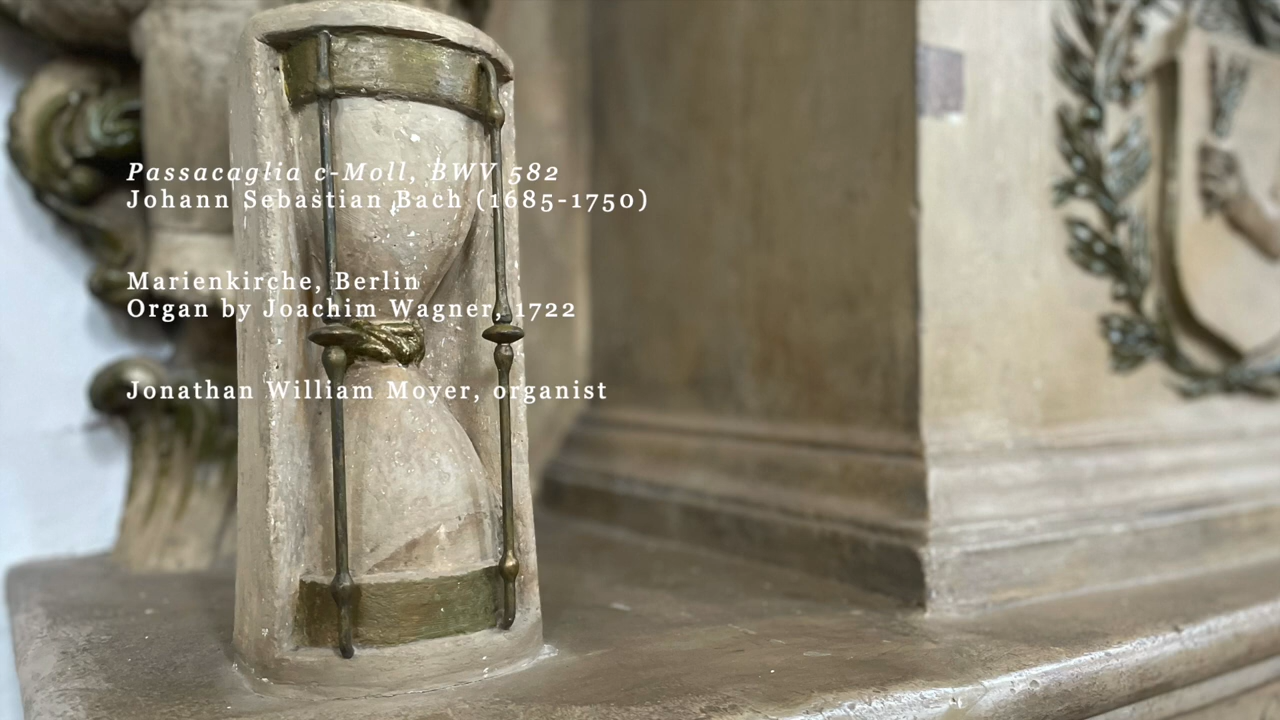 Passacaglia c-Moll, BWV 582
Johann Sebastian Bach (1685-1750)
Marienkirche, Berlin
Organ by Joachim Wagner, 1722
Jonathan William Moyer, organist